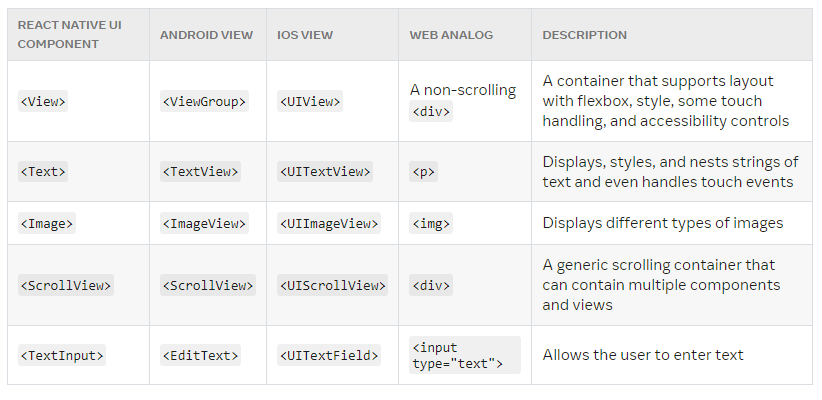 REACT NATIVE UI
COMPONENT
ANDROID VIEW
IOS VIEW
WEB ANALOG
DESCRIPTION
<View>
<ViewGroup>
<UIView>
A non-scrolling
<div>
A container that supports layout
with flexbox, style, some touch
handling, and accessibility controls
<Text>
<TextView>
<UITextView>
<p>
Displays, styles, and nests strings of
text and even handles touch events
<Image>
<ImageView>
<UIImageView>
<img>
Displays different types of images
<ScrollView>
<ScrollView>
<UIScrollView>
<div>
A generic scrolling container that
can contain multiple components
and views
<TextInput>
<EditText>
<UITextField>
<input
type="text">
Allows the user to enter text